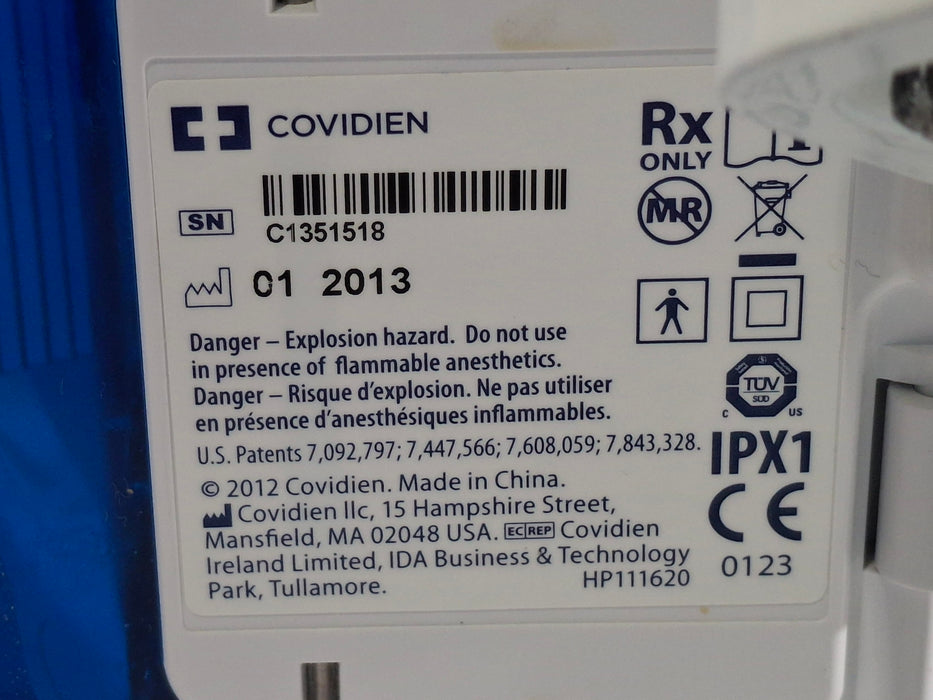 COVIDIEN
Rx
ONLY
SN
C1351518
MR
01 2013
Danger – Explosion hazard. Do not use
in presence of flammable anesthetics.
Danger – Risque d'explosion. Ne pas utiliser
en présence d'anesthésiques inflammables.
TÜV
SÜD
C US
U.S. Patents 7,092,797; 7,447,566; 7,608,059; 7,843,328.
IPX1
© 2012 Covidien. Made in China.
Covidien llc, 15 Hampshire Street,
Mansfield, MA 02048 USA. EC REP Covidien
Ireland Limited, IDA Business & Technology
Park, Tullamore.
HP111620
CE
0123